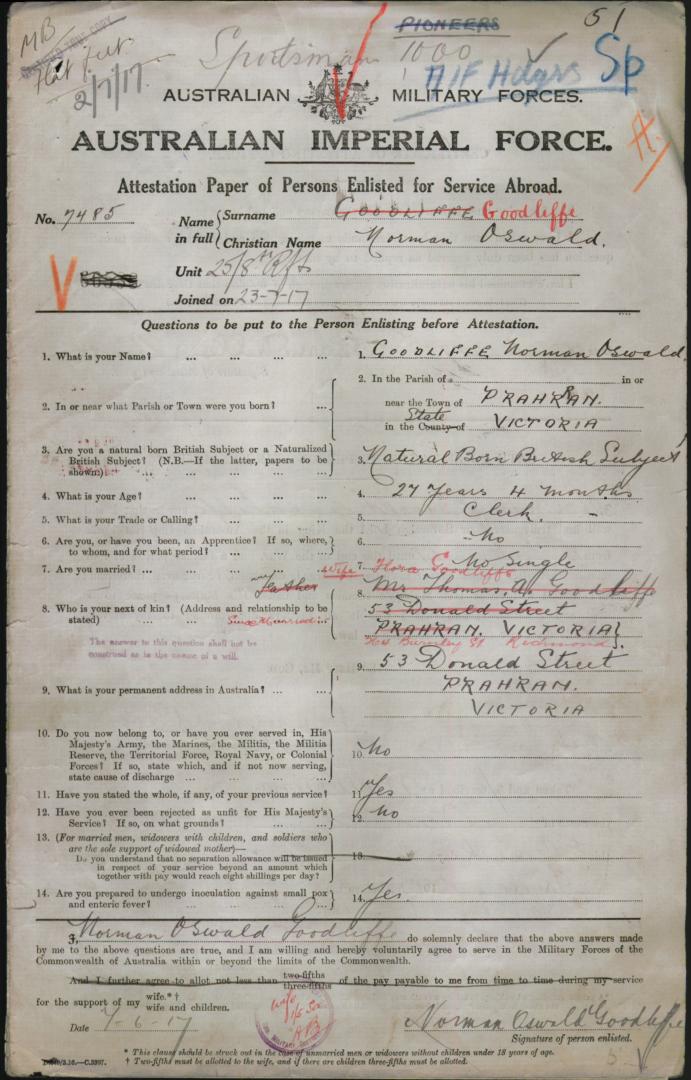 MB
Flat feet
2/7/17
Sportsman 1000
PIONEERS
AIF Hdqrs Sp
51
AUSTRALIAN MILITARY FORCES.
AUSTRALIAN IMPERIAL FORCE.
A.
Attestation Paper of Persons Enlisted for Service Abroad.
No. 7485
Name in full
Surname GOODLIFFE Goodliffe
Christian Name Norman Oswald.
Unit 25/8th Rfts
Joined on 23-7-17
Questions to be put to the Person Enlisting before Attestation.
1. What is your Name? ... ... ... ... 1. GOODLIFFE Norman Oswald.
2. In or near what Parish or Town were you born? ... 2. In the Parish of in or
near the Town of PRAHRAN.
State
in the County of VICTORIA
3. Are you a natural born British Subject or a Naturalized
British Subject? (N.B.—If the latter, papers to be
shown.) ... 3. Natural Born British Subject
4. What is your Age? ... ... ... ... 4. 27 Years 4 months
5. What is your Trade or Calling? ... ... ... 5. Clerk.
6. Are you, or have you been, an Apprentice? If so, where,
to whom, and for what period? ... ... ... 6. No
7. Are you married? ... ... ... ... 7. No Single
wife Flora Goodliffe
Father
8. Who is your next of kin? (Address and relationship to be
stated) ... ... Since Married ... 8. Mr Thomas. A. Goodliffe
53 Donald Street
PRAHRAN. VICTORIA
Burnley St Richmond
The answer to this question shall not be
construed as in the nature of a will.
9. What is your permanent address in Australia? ... ... 9. 53 Donald Street
PRAHRAN.
VICTORIA
10. Do you now belong to, or have you ever served in, His
Majesty's Army, the Marines, the Militia, the Militia
Reserve, the Territorial Force, Royal Navy, or Colonial
Forces? If so, state which, and if not now serving,
state cause of discharge ... ... ... ... 10. No
11. Have you stated the whole, if any, of your previous service? 11. Yes
12. Have you ever been rejected as unfit for His Majesty's
Service? If so, on what grounds? ... ... 12. No
13. (For married men, widowers with children, and soldiers who
are the sole support of widowed mother)—
Do you understand that no separation allowance will be issued
in respect of your service beyond an amount which
together with pay would reach eight shillings per day? ... 13.
14. Are you prepared to undergo inoculation against small pox
and enteric fever? ... ... ... ... 14. Yes.
I, Norman Oswald Goodliffe do solemnly declare that the above answers made
by me to the above questions are true, and I am willing and hereby voluntarily agree to serve in the Military Forces of the
Commonwealth of Australia within or beyond the limits of the Commonwealth.
And I further agree to allot not less than two-fifths three-fifths of the pay payable to me from time to time during my service
for the support of my wife.*† wife and children.
Date 7-6-17
wife
Norman Oswald Goodliffe
Signature of person enlisted.
* This clause should be struck out in the case of unmarried men or widowers without children under 18 years of age.
† Two-fifths must be allotted to the wife, and if there are children three-fifths must be allotted.